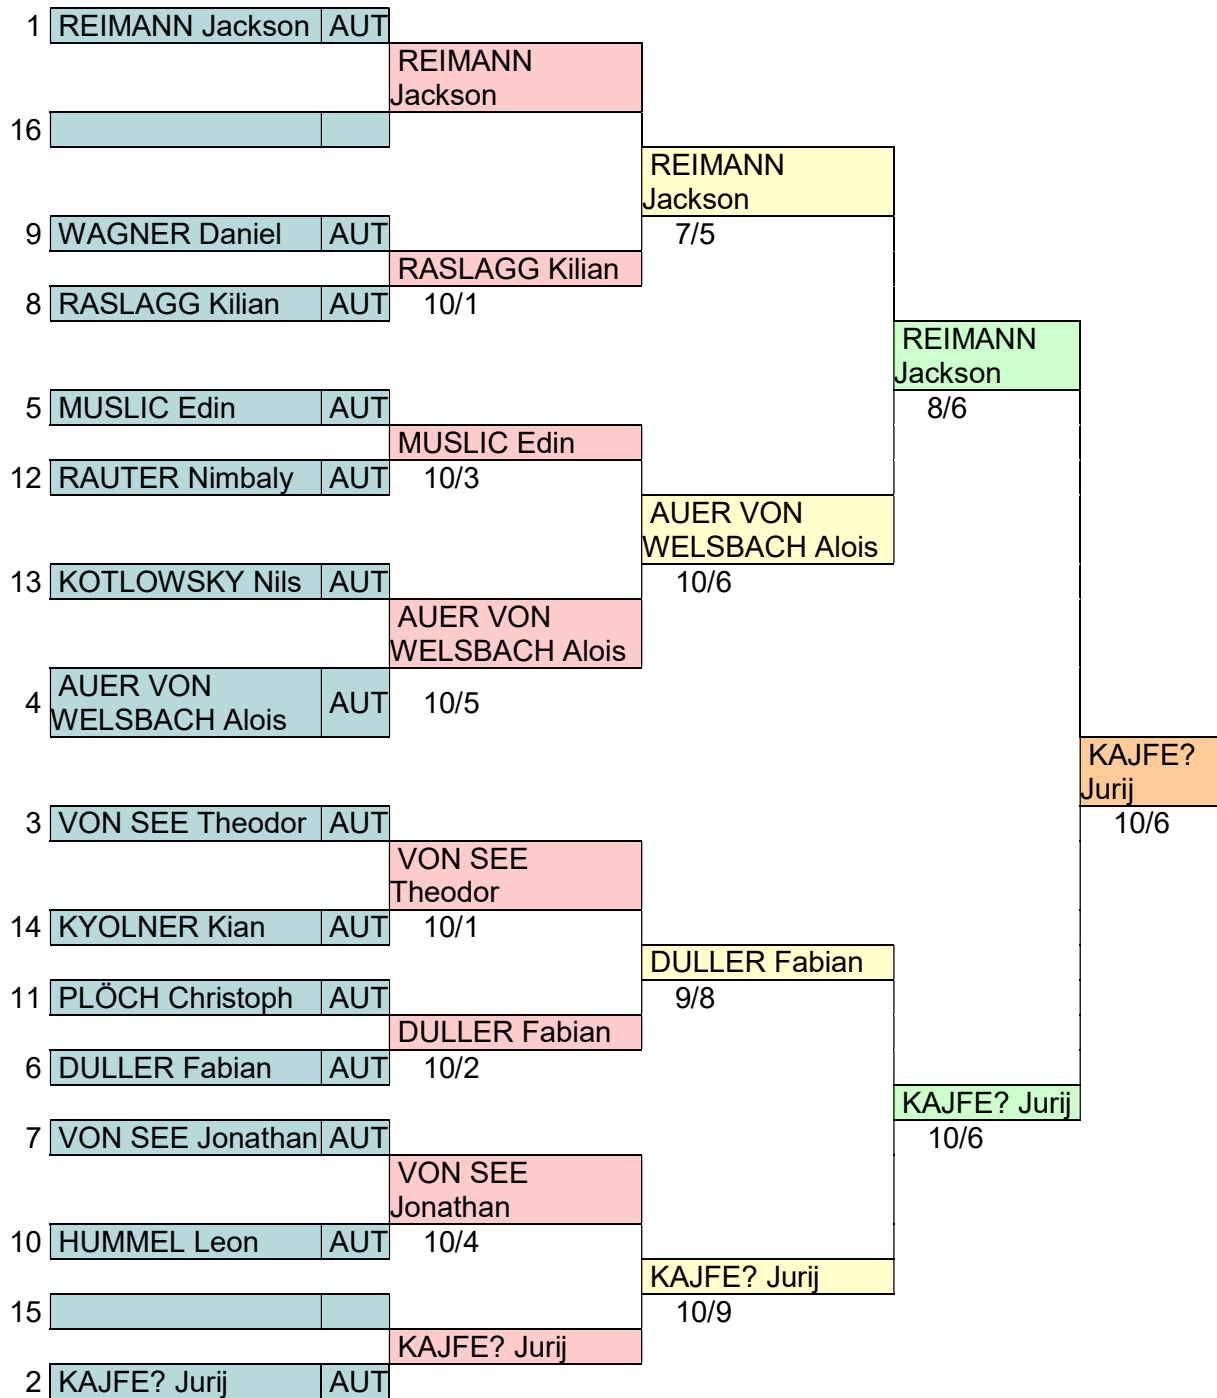 1 REIMANN Jackson AUT
REIMANN
Jackson
16
REIMANN
Jackson
9 WAGNER Daniel AUT 7/5
RASLAGG Kilian
8 RASLAGG Kilian AUT 10/1
REIMANN
Jackson
5 MUSLIC Edin AUT 8/6
MUSLIC Edin
12 RAUTER Nimbaly AUT 10/3
AUER VON
WELSBACH Alois
13 KOTLOWSKY Nils AUT 10/6
AUER VON
WELSBACH Alois
4 AUER VON
WELSBACH Alois AUT 10/5
KAJFE?
Jurij
3 VON SEE Theodor AUT 10/6
VON SEE
Theodor
14 KYOLNER Kian AUT 10/1
DULLER Fabian
11 PLÖCH Christoph AUT 9/8
DULLER Fabian
6 DULLER Fabian AUT 10/2
KAJFE? Jurij
7 VON SEE Jonathan AUT 10/6
VON SEE
Jonathan
10 HUMMEL Leon AUT 10/4
KAJFE? Jurij
15 10/9
KAJFE? Jurij
2 KAJFE? Jurij AUT